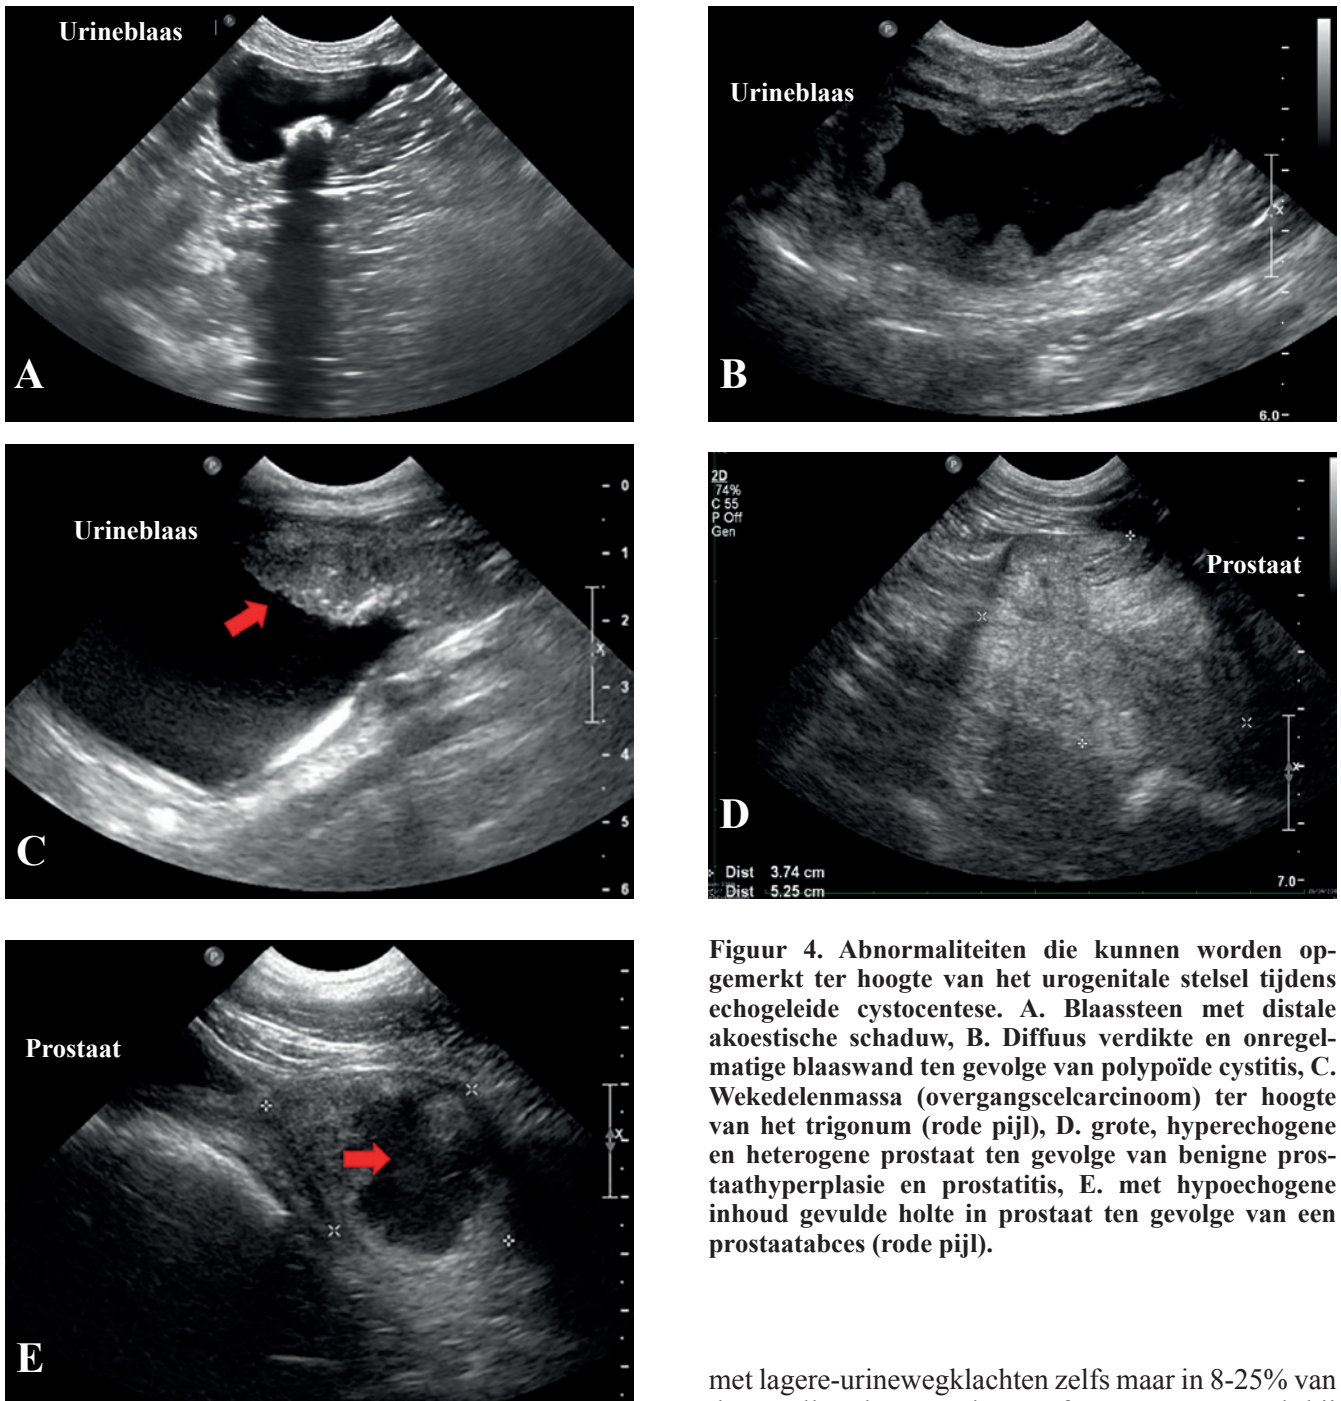 Urineblaas
P
A
Urineblaas
P
x
B
6.0
Urineblaas
P
0
1
2
x
3
4
5
6
C
2D
74%
C 55
P Off
Gen
P
Prostaat
x
D
Dist 3.74 cm
Dist 5.25 cm
7.0
Prostaat
P
x
E
Figuur 4. Abnormaliteiten die kunnen worden op-
gemerkt ter hoogte van het urogenitale stelsel tijdens
echogeleide cystocentese. A. Blaassteen met distale
akoestische schaduw, B. Diffuus verdikte en onregel-
matige blaaswand ten gevolge van polypoïde cystitis, C.
Wekedelenmassa (overgangscelcarcinoom) ter hoogte
van het trigonum (rode pijl), D. grote, hyperechogene
en heterogene prostaat ten gevolge van benigne pros-
taathyperplasie en prostatitis, E. met hypoechogene
inhoud gevulde holte in prostaat ten gevolge van een
prostaatabces (rode pijl).
met lagere-urinewegklachten zelfs maar in 8-25% van